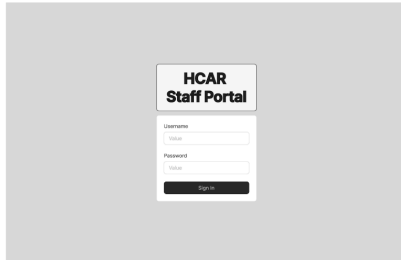 HCAR
Staff Portal
Username
Value
Password
Value
Sign In